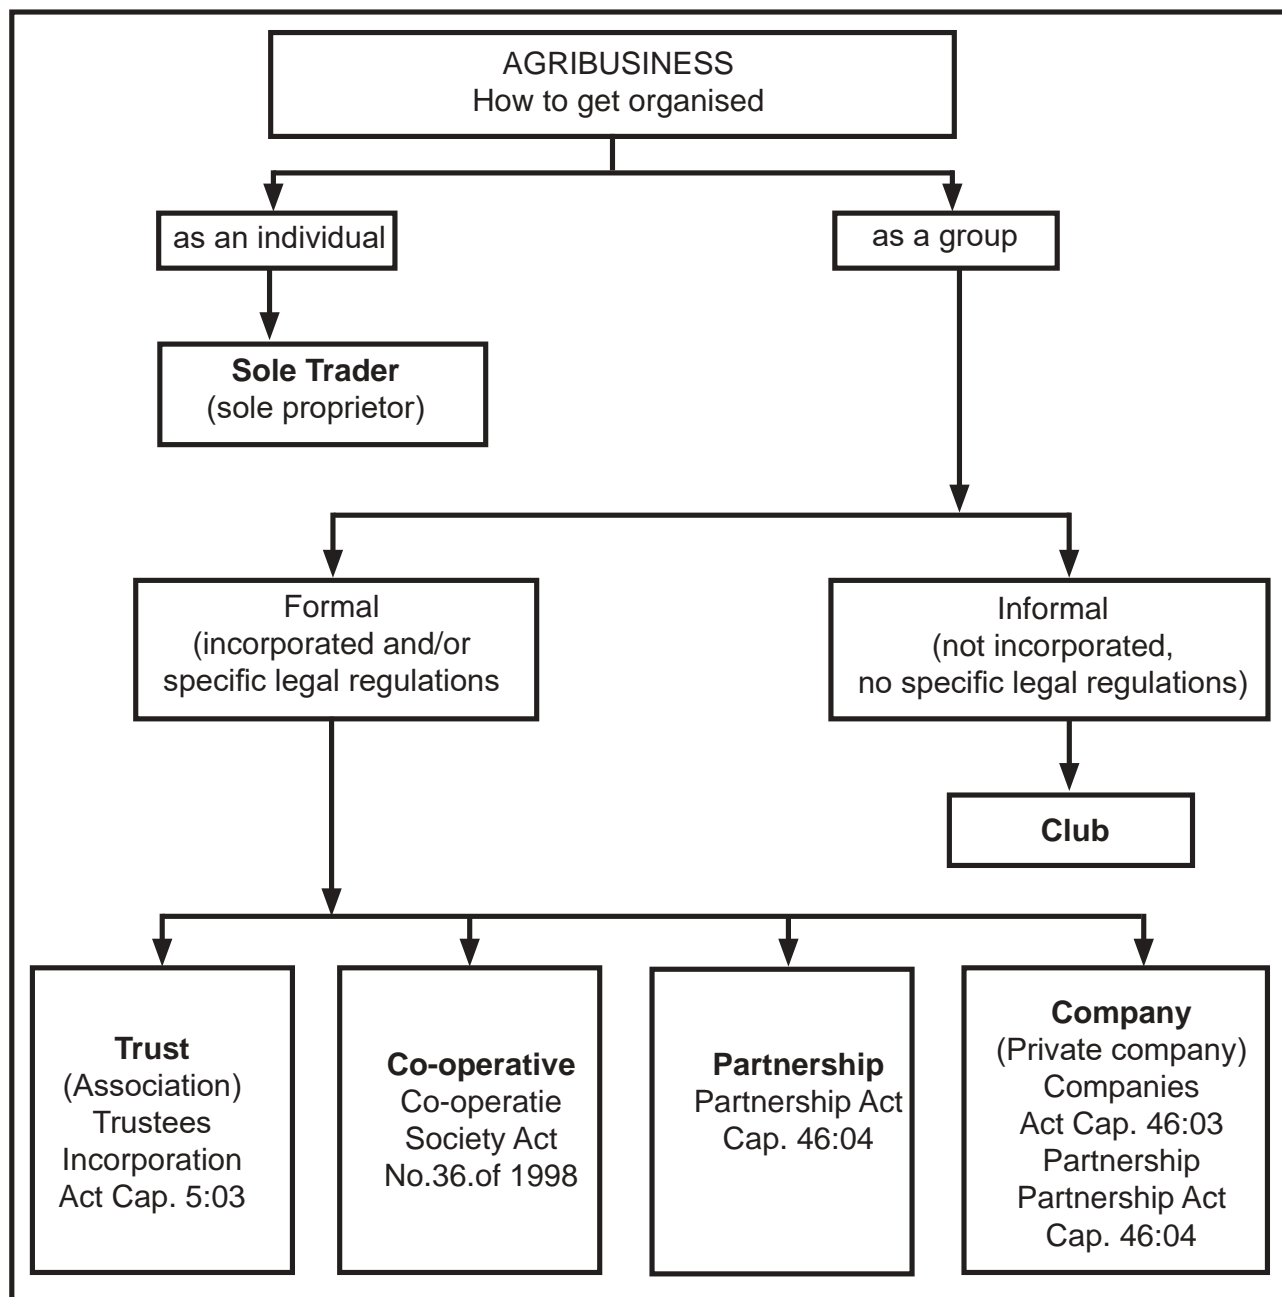 AGRIBUSINESS
How to get organised
as an individual
as a group
Sole Trader
(sole proprietor)
Formal
(incorporated and/or
specific legal regulations
Informal
(not incorporated,
no specific legal regulations)
Club
Trust
(Association)
Trustees
Incorporation
Act Cap. 5:03
Co-operative
Co-operatie
Society Act
No.36.of 1998
Partnership
Partnership Act
Cap. 46:04
Company
(Private company)
Companies
Act Cap. 46:03
Partnership
Partnership Act
Cap. 46:04